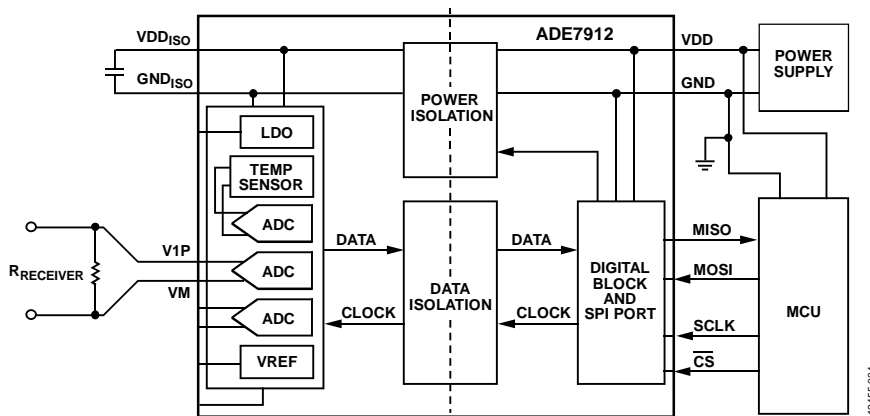 VDDISO
ADE7912
VDD
POWER
SUPPLY
GNDISO
GND
POWER
ISOLATION
LDO
TEMP
SENSOR
ADC
V1P
DATA
DATA
MISO
RRECEIVER
ADC
DIGITAL
BLOCK
AND
SPI PORT
MOSI
MCU
VM
DATA
ISOLATION
ADC
CLOCK
CLOCK
SCLK
VREF
CS